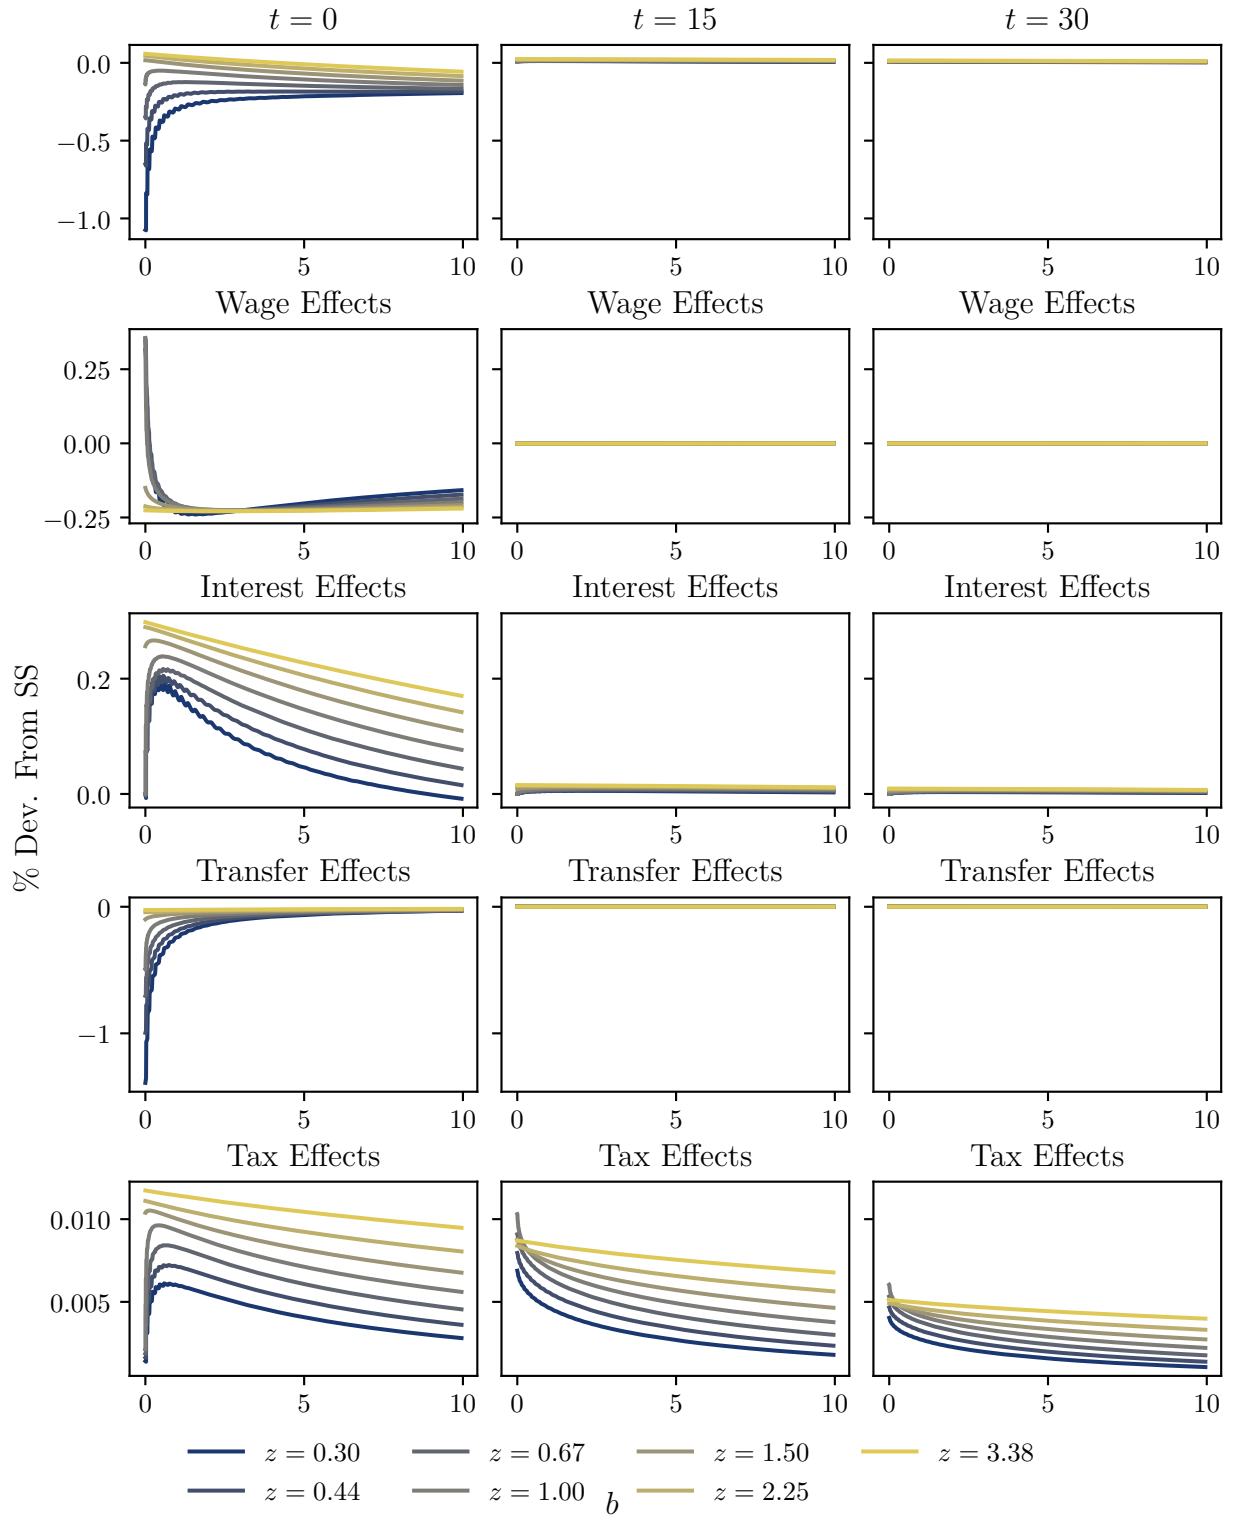 t = 0 t = 15 t = 30
0.0
−0.5
−1.0
0 5 10 0 5 10 0 5 10
Wage Effects Wage Effects Wage Effects
0.25
0.00
−0.25
0 5 10 0 5 10 0 5 10
Interest Effects Interest Effects Interest Effects
0.2
0.0
0 5 10 0 5 10 0 5 10
% Dev. From SS
Transfer Effects Transfer Effects Transfer Effects
0
−1
0 5 10 0 5 10 0 5 10
Tax Effects Tax Effects Tax Effects
0.010
0.005
0 5 10 0 5 10 0 5 10
z = 0.30 z = 0.67 z = 1.50 z = 3.38
z = 0.44 z = 1.00 z = 2.25
b